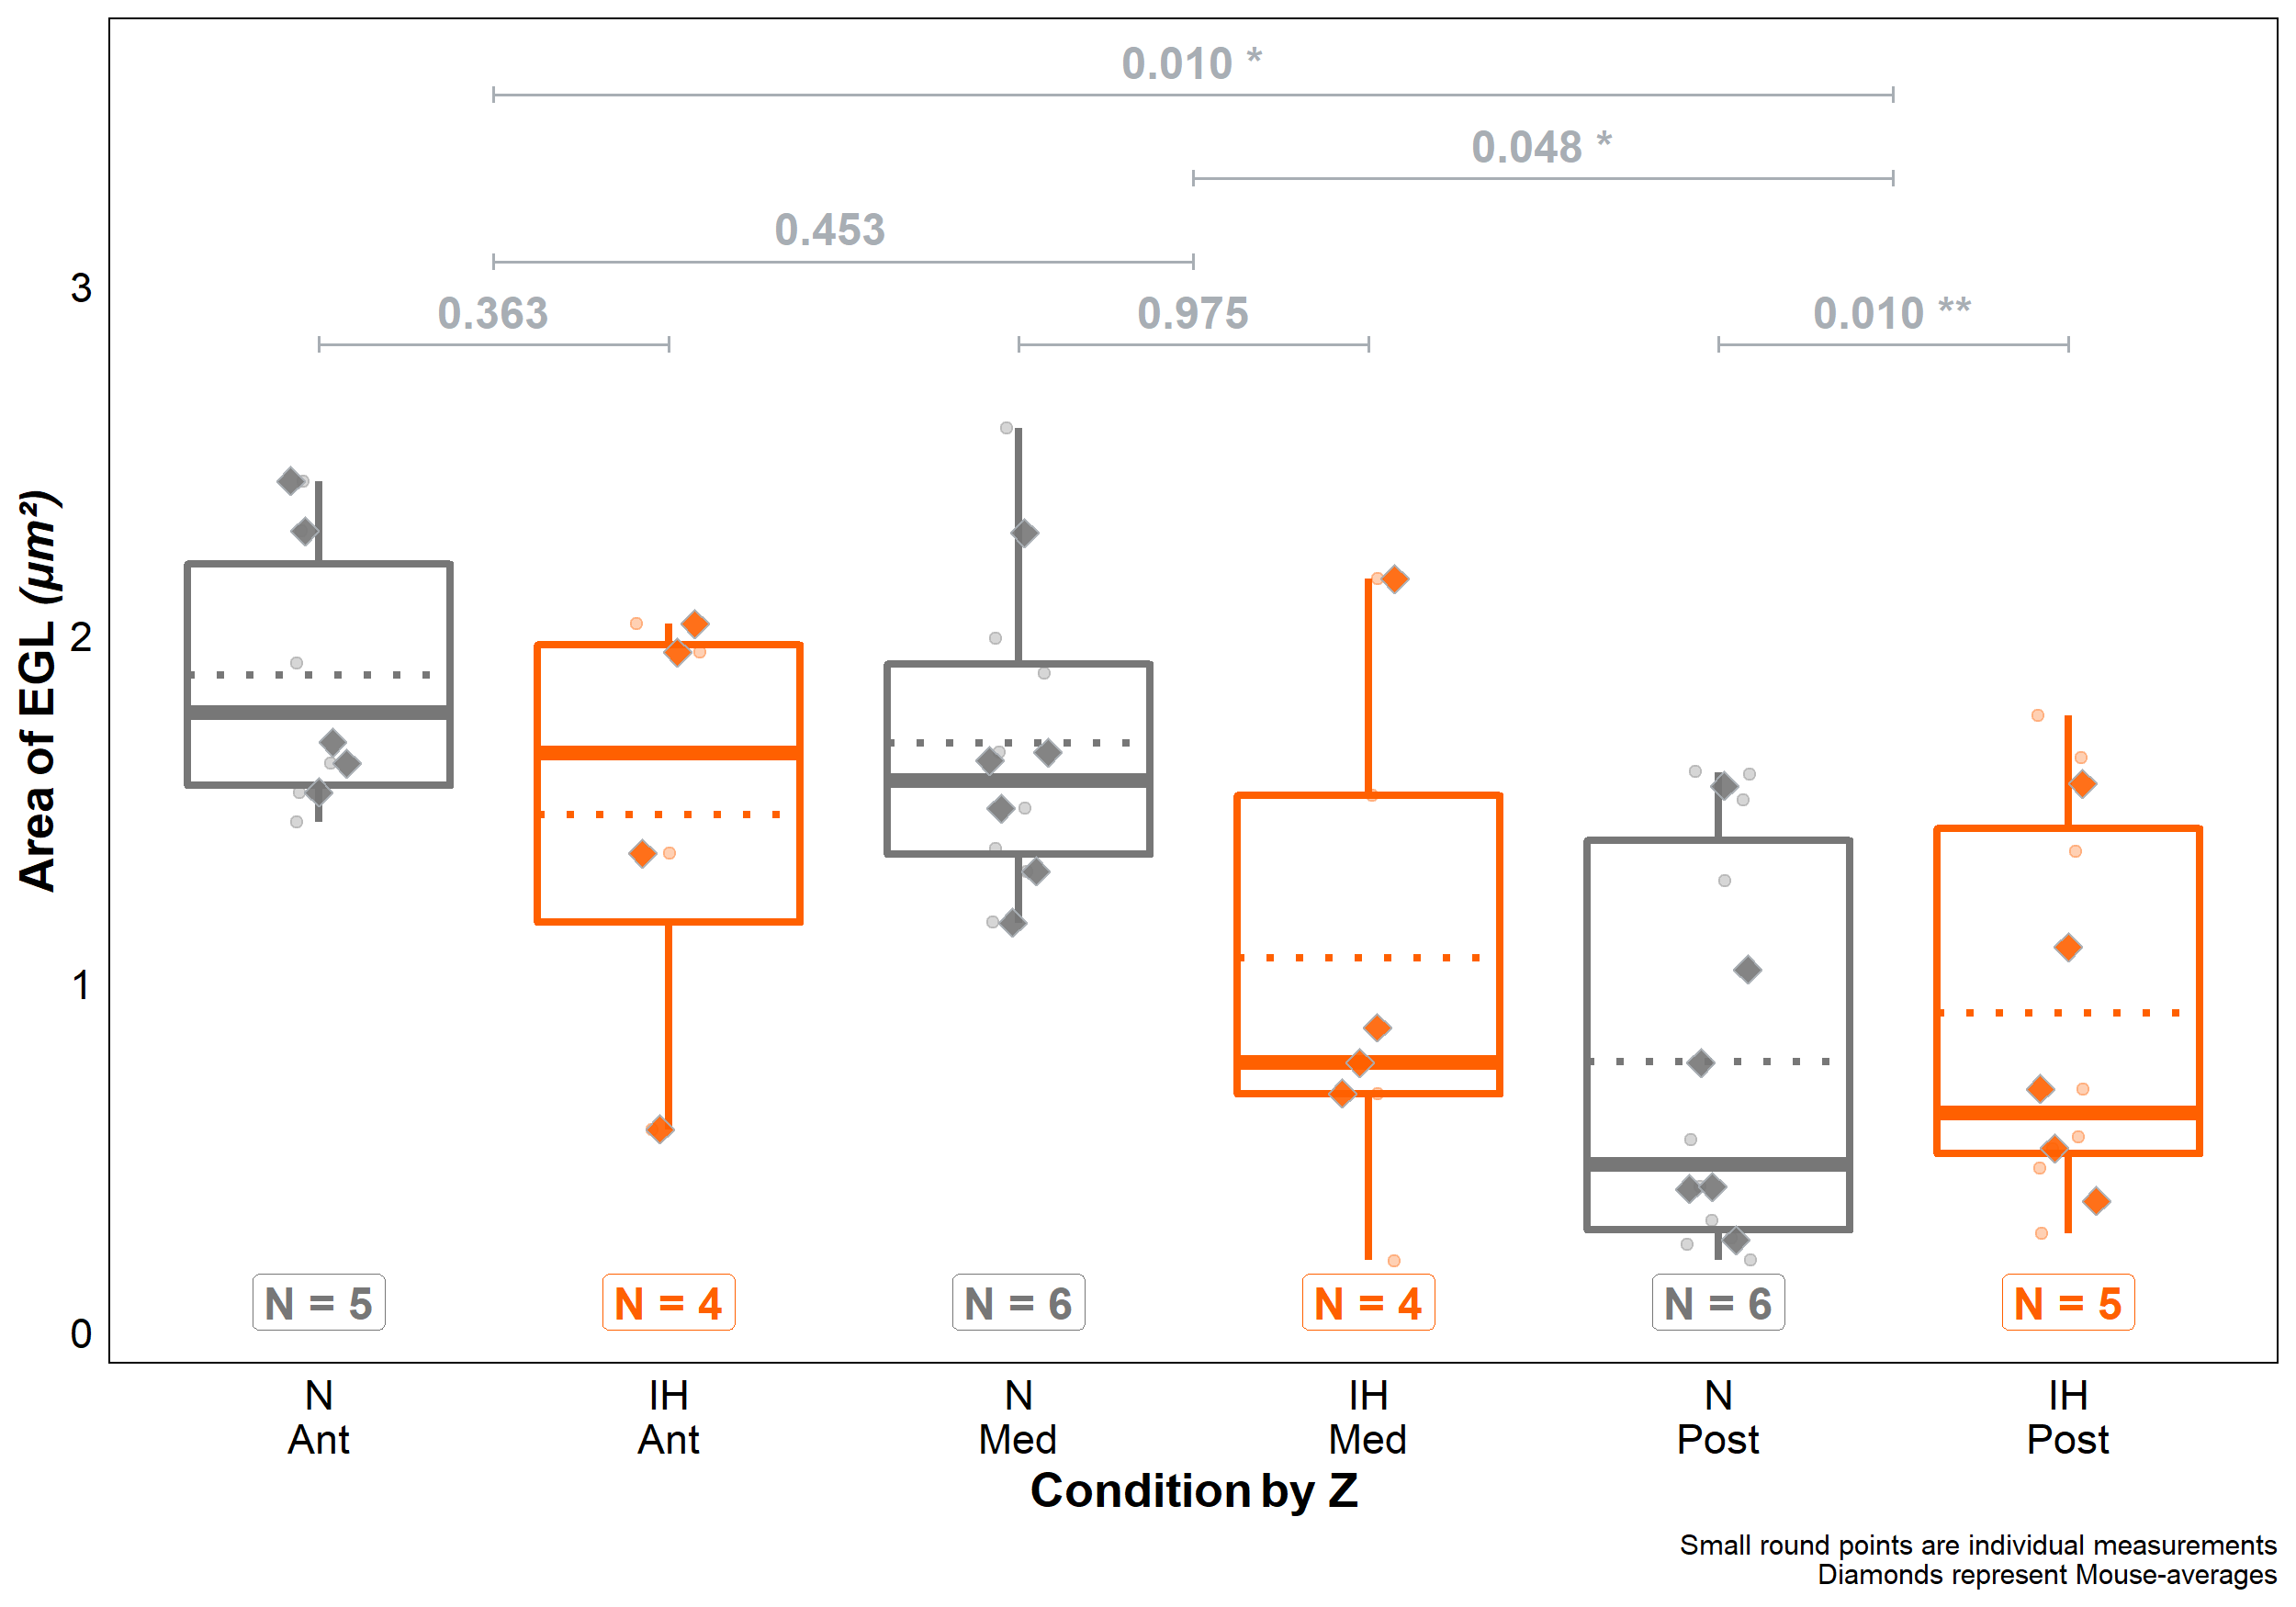 0.010 *
0.048 *
0.453
0.363
0.975
0.010 **
Area of EGL (µm²)
3
2
1
0
N = 5
N = 4
N = 6
N = 4
N = 6
N = 5
N
Ant
IH
Ant
N
Med
IH
Med
N
Post
IH
Post
Condition by Z
Small round points are individual measurements
Diamonds represent Mouse-averages